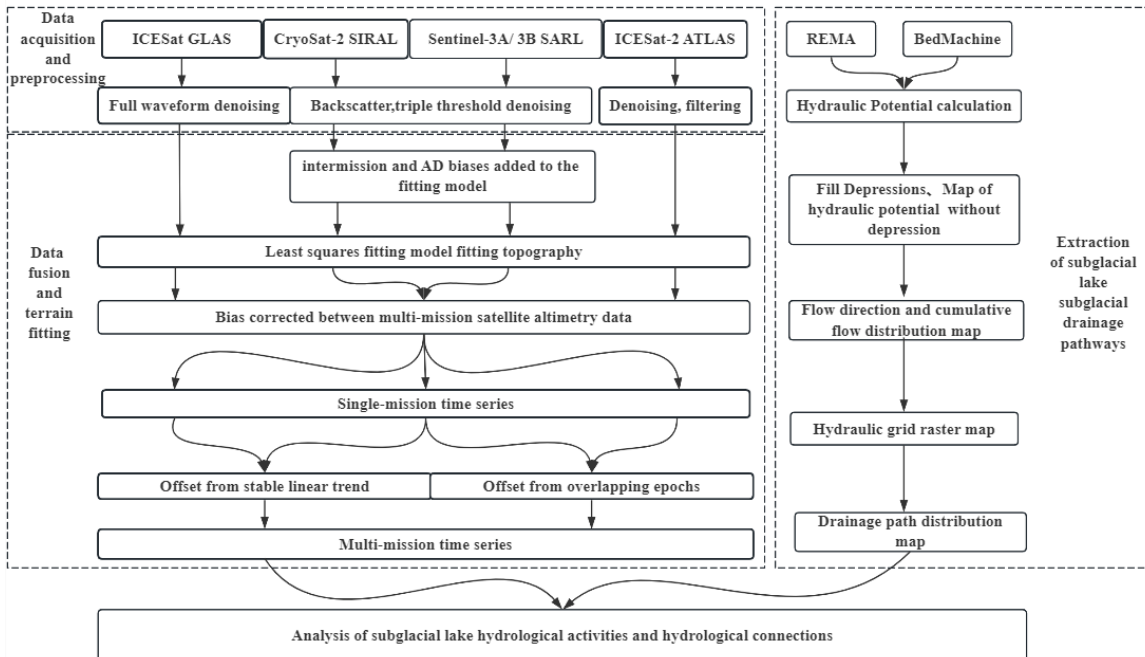 Data
acquisition
and
preprocessing
ICESat GLAS
CryoSat-2 SIRAL
Sentinel-3A/ 3B SARL
ICESat-2 ATLAS
Full waveform denoising
Backscatter,triple threshold denoising
Denoising, filtering
Data
fusion
and
terrain
fitting
intermission and AD biases added to the
fitting model
Least squares fitting model fitting topography
Bias corrected between multi-mission satellite altimetry data
Single-mission time series
Offset from stable linear trend
Offset from overlapping epochs
Multi-mission time series
REMA
BedMachine
Hydraulic Potential calculation
Fill Depressions、Map of
hydraulic potential without
depression
Flow direction and cumulative
flow distribution map
Hydraulic grid raster map
Drainage path distribution
map
Extraction
of subglacial
lake
subglacial
drainage
pathways
Analysis of subglacial lake hydrological activities and hydrological connections